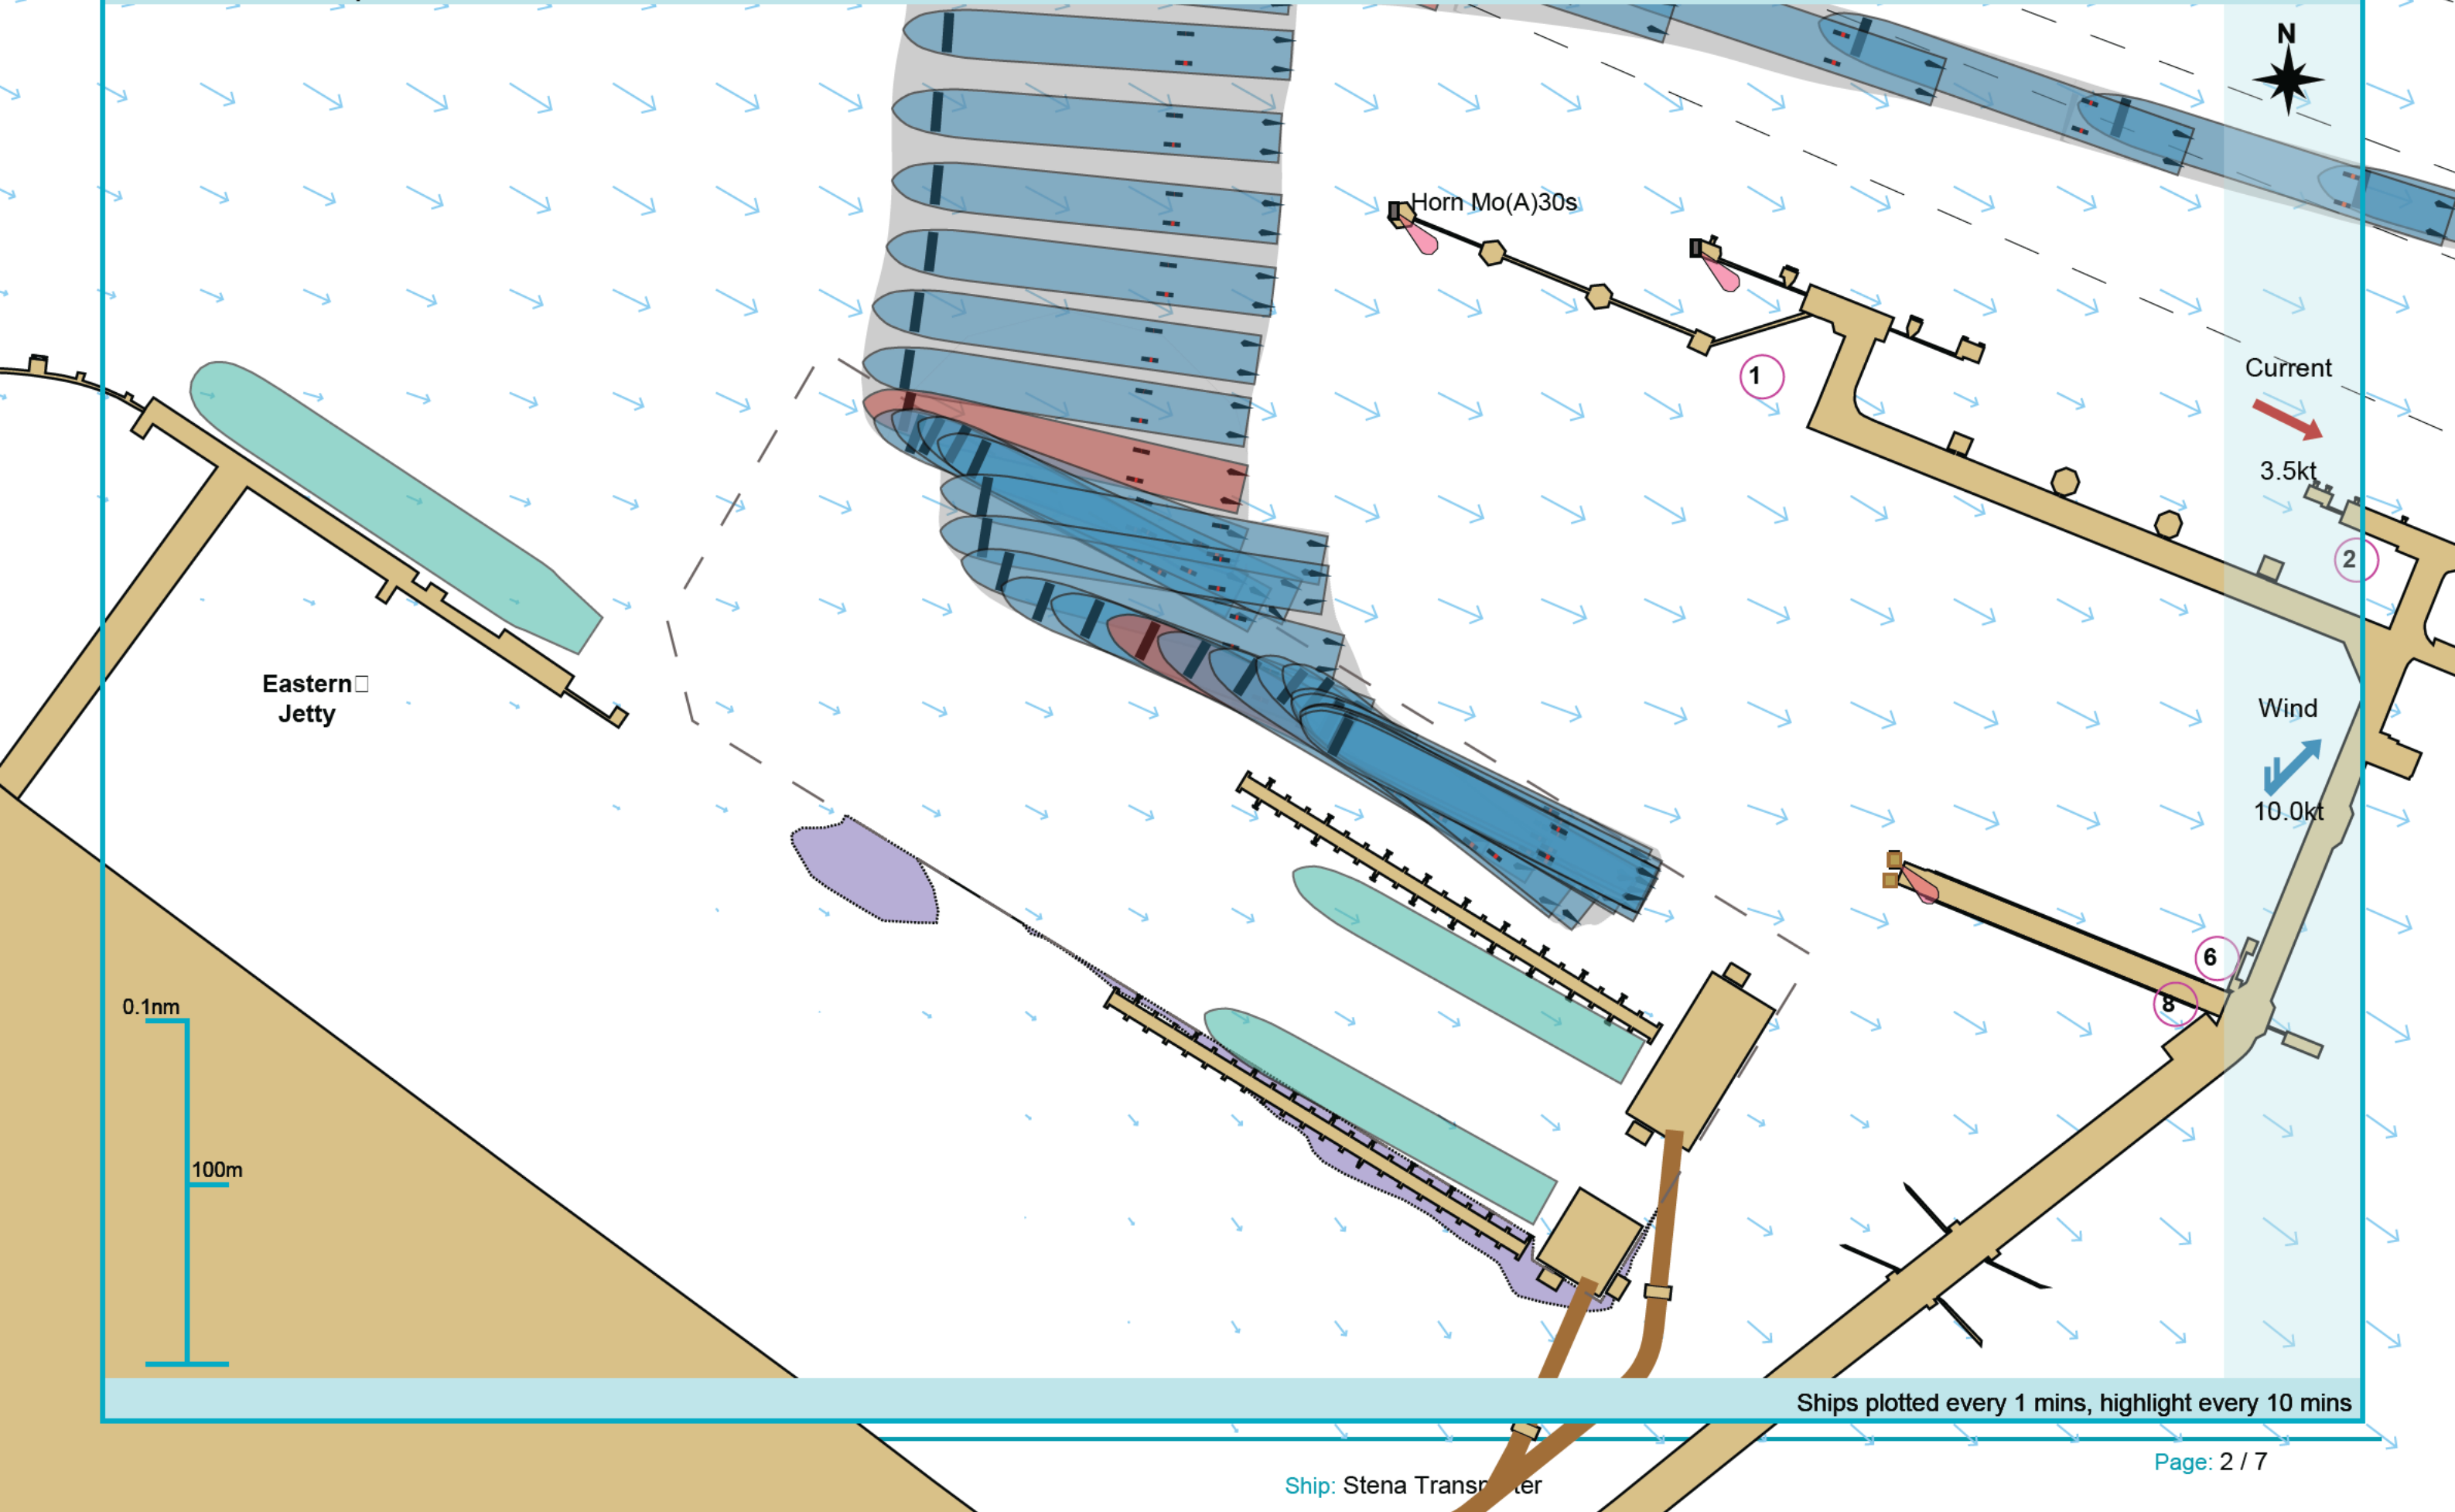 N
Horn Mo(A)30s
1
Current
3.5kt
2
Eastern
Jetty
Wind
10.0kt
6
8
0.1nm
100m
Ships plotted every 1 mins, highlight every 10 mins
Page: 2 / 7
Ship: Stena